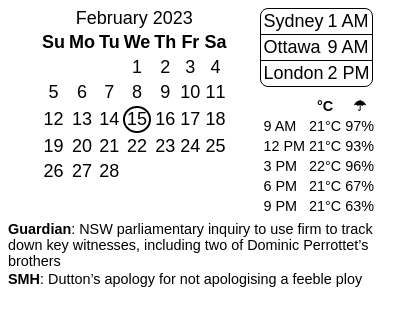 February 2023
Su Mo Tu We Th Fr Sa
1 2 3 4
5 6 7 8 9 10 11
12 13 14 15 16 17 18
19 20 21 22 23 24 25
26 27 28
Sydney 1 AM
Ottawa 9 AM
London 2 PM
°C ☂
9 AM 21°C 97%
12 PM 21°C 93%
3 PM 22°C 96%
6 PM 21°C 67%
9 PM 21°C 63%
Guardian: NSW parliamentary inquiry to use firm to track
down key witnesses, including two of Dominic Perrottet’s
brothers
SMH: Dutton’s apology for not apologising a feeble ploy